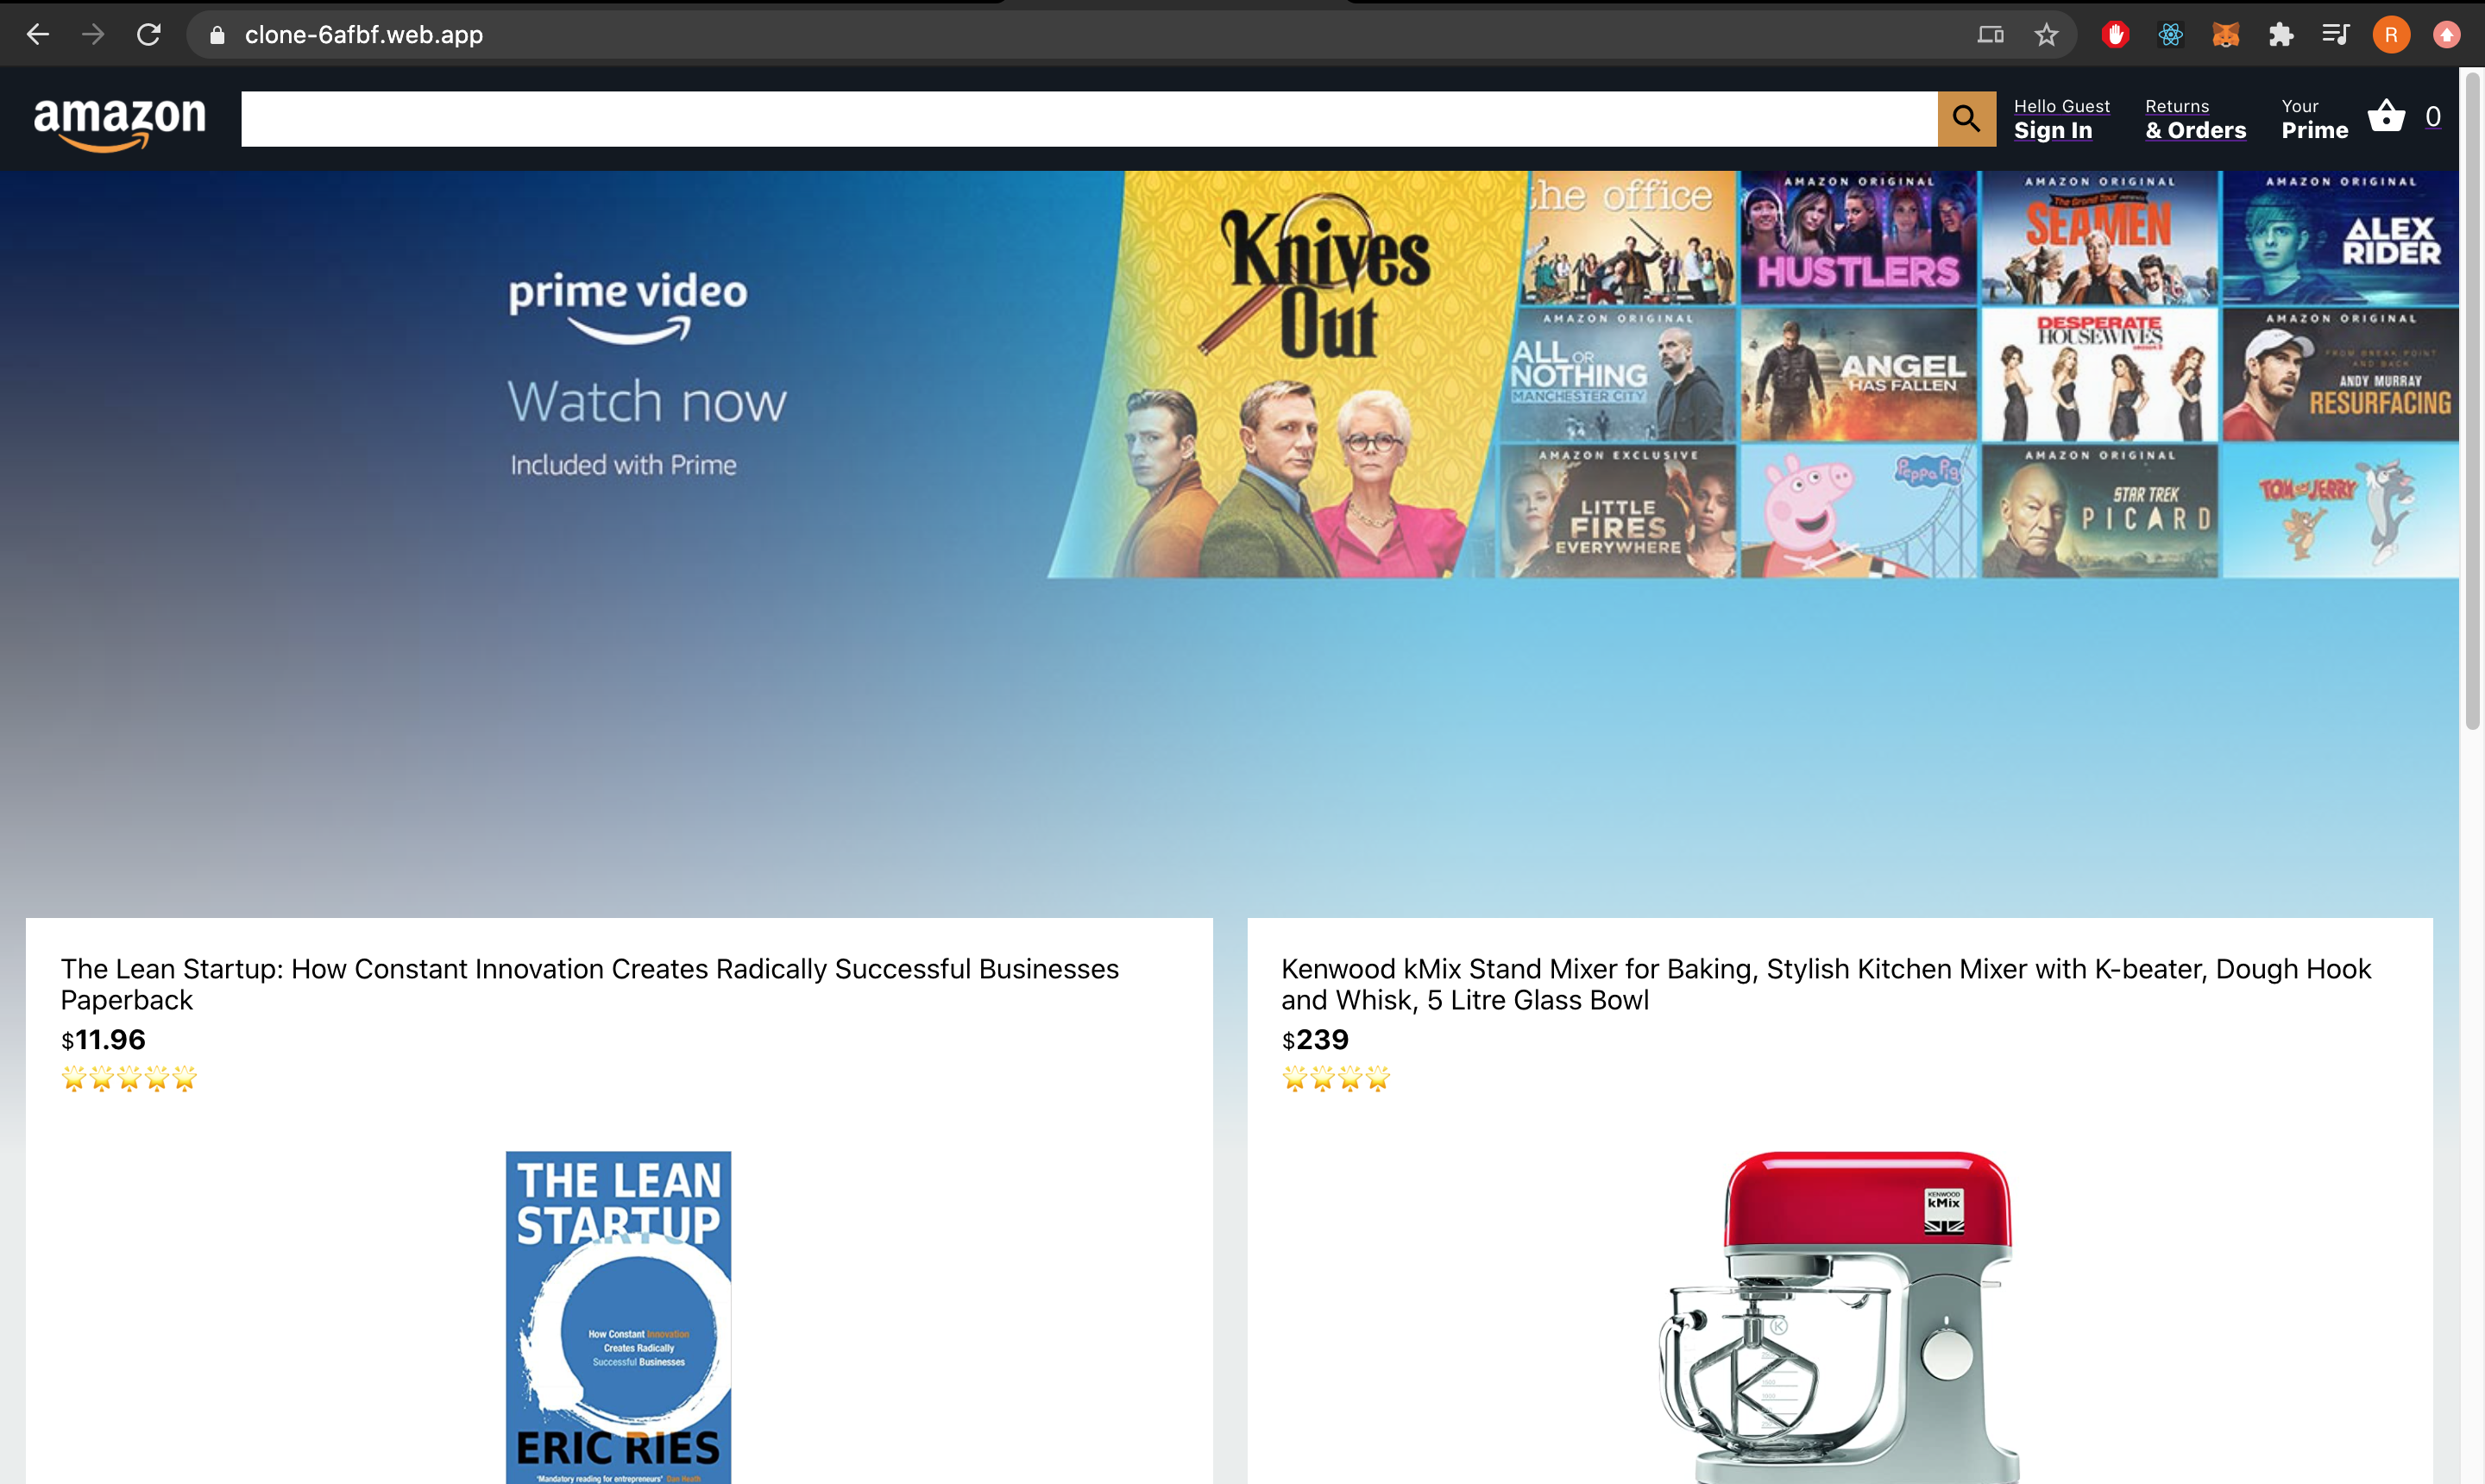 clone-6afbf.web.app
R
amazon
Hello Guest
Sign In
Returns
& Orders
Your
Prime
0
prime video
Watch now
Included with Prime
Knives
Out
the office
AMAZON ORIGINAL
HUSTLERS
AMAZON ORIGINAL
The Grand Tour presents
SEAMEN
AMAZON ORIGINAL
ALEX
RIDER
AMAZON ORIGINAL
ALL OR
NOTHING
MANCHESTER CITY
ANGEL
HAS FALLEN
DESPERATE
HOUSEWIVES
AMAZON ORIGINAL
FROM BREAK POINT
AND BACK
ANDY MURRAY
RESURFACING
AMAZON EXCLUSIVE
LITTLE
FIRES
EVERYWHERE
Peppa Pig
AMAZON ORIGINAL
STAR TREK
PICARD
TOM and JERRY
The Lean Startup: How Constant Innovation Creates Radically Successful Businesses
Paperback
$11.96
THE LEAN
STARTUP
How Constant Innovation
Creates Radically
Successful Businesses
ERIC RIES
'Mandatory reading for entrepreneurs' Dan Heath
Kenwood kMix Stand Mixer for Baking, Stylish Kitchen Mixer with K-beater, Dough Hook
and Whisk, 5 Litre Glass Bowl
$239
KENWOOD
kMix
K